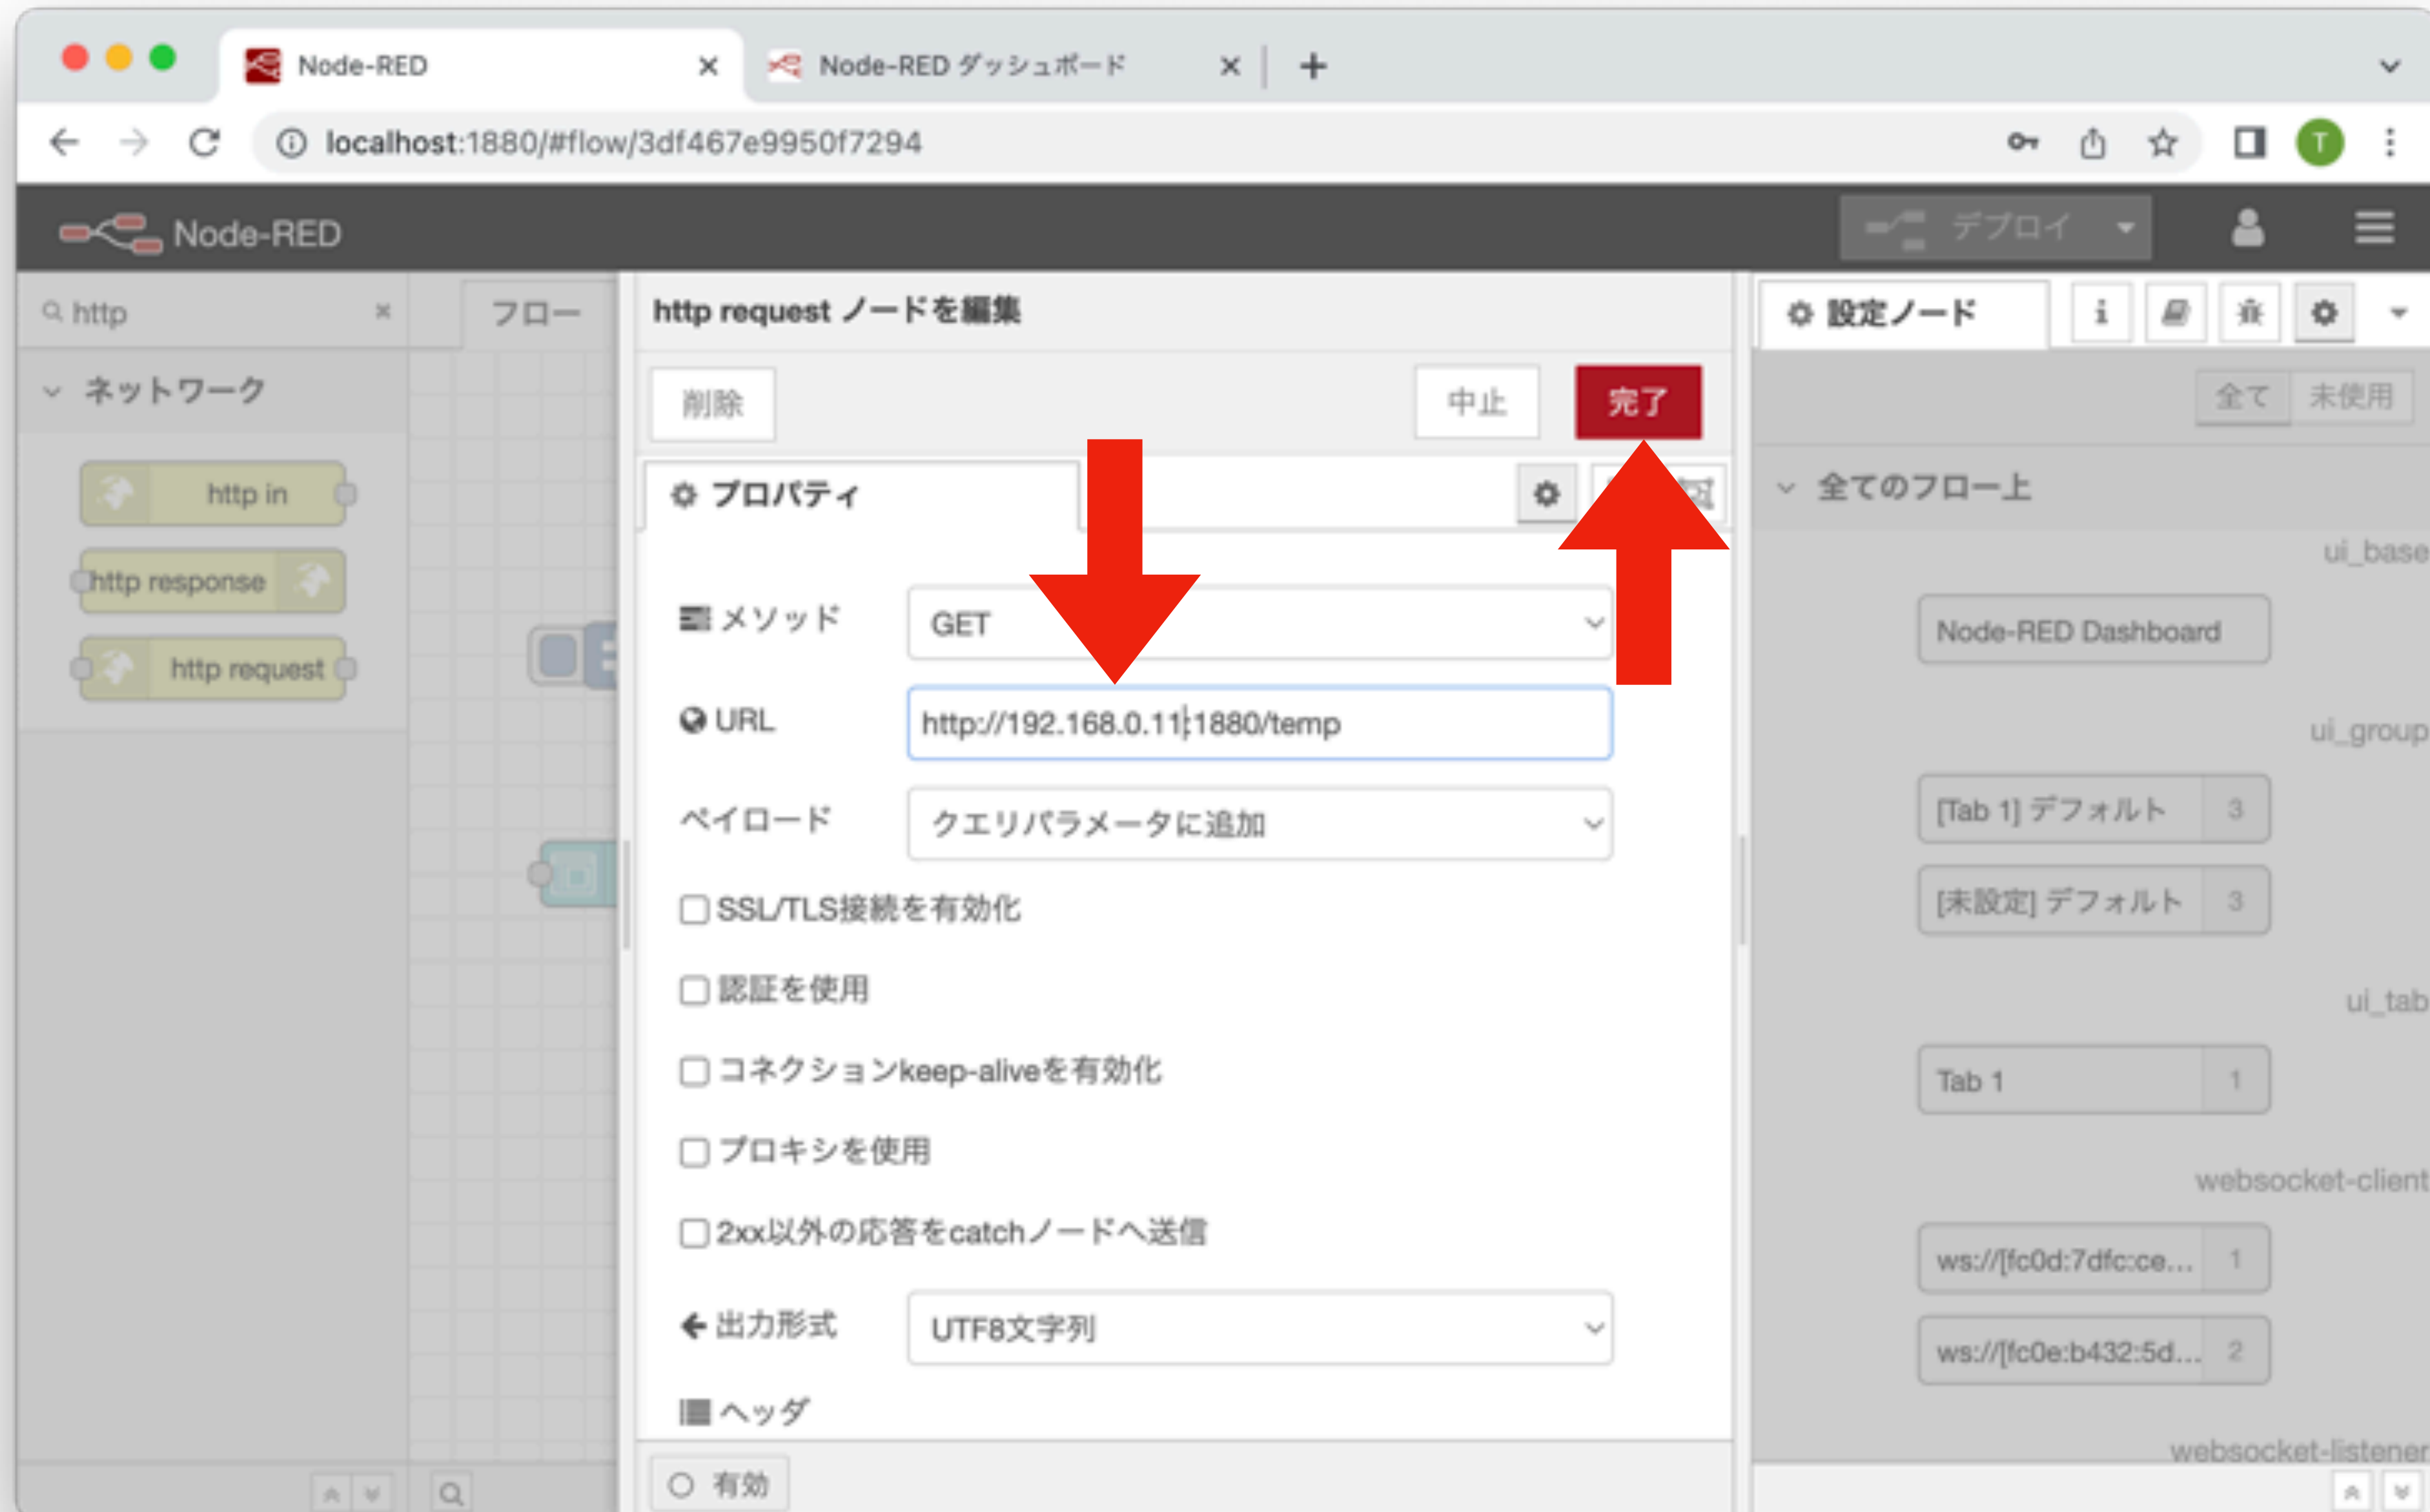 Node-RED
Node-RED ダッシュボード
localhost:1880/#flow/3df467e9950f7294
T
Node-RED
デプロイ
http
フロー
http request ノードを編集
設定ノード
ネットワーク
削除
中止
完了
全て
未使用
http in
http response
http request
プロパティ
全てのフロー上
ui_base
メソッド
GET
Node-RED Dashboard
URL
http://192.168.0.11:1880/temp
ui_group
ペイロード
クエリパラメータに追加
[Tab 1] デフォルト
3
SSL/TLS接続を有効化
[未設定] デフォルト
3
認証を使用
ui_tab
コネクションkeep-aliveを有効化
Tab 1
1
プロキシを使用
websocket-client
2xx以外の応答をcatchノードへ送信
ws://[fc0d:7dfc:ce...
1
出力形式
UTF8文字列
ws://[fc0e:b432:5d...
2
ヘッダ
websocket-listener
有効